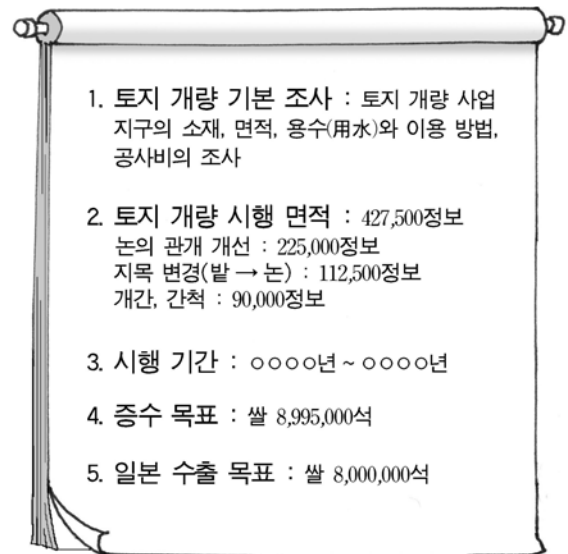 1. 토지 개량 기본 조사 : 토지 개량 사업
지구의 소재, 면적, 용수(用水)와 이용 방법,
공사비의 조사
2. 토지 개량 시행 면적 : 427,500정보
논의 관개 개선 : 225,000정보
지목 변경(밭 → 논) : 112,500정보
개간, 간척 : 90,000정보
3. 시행 기간 : ○○○○년 ~ ○○○○년
4. 증수 목표 : 쌀 8,995,000석
5. 일본 수출 목표 : 쌀 8,000,000석